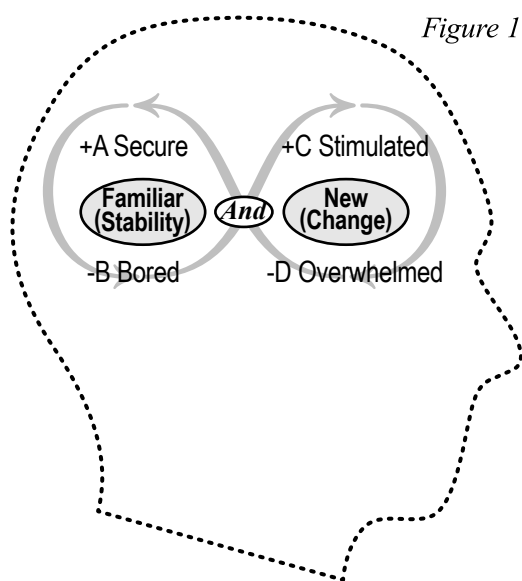 Figure 1
+A Secure
+C Stimulated
Familiar
(Stability)
And
New
(Change)
-B Bored
-D Overwhelmed